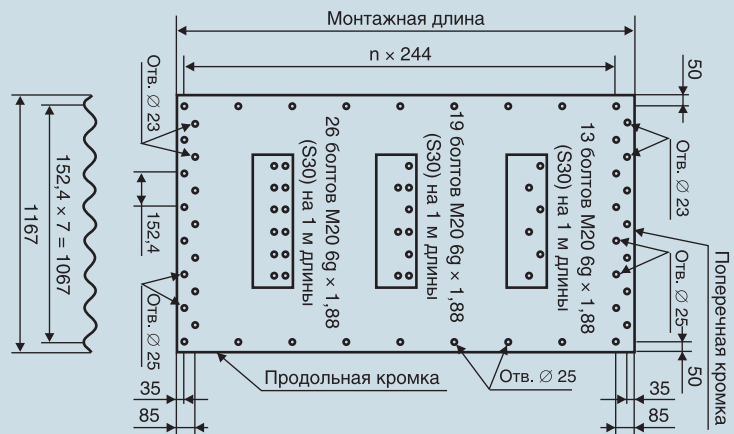 Монтажная длина
n × 244
50
Отв. ∅ 23
Отв. ∅ 23
26 болтов М20 6g × 1,88
(S30) на 1 м длины
19 болтов М20 6g × 1,88
(S30) на 1 м длины
13 болтов М20 6g × 1,88
(S30) на 1 м длины
152,4 × 7 = 1067
1167
152,4
Отв. ∅ 25
Отв. ∅ 25
Поперечная кромка
50
Продольная кромка
Отв. ∅ 25
35
85
35
85